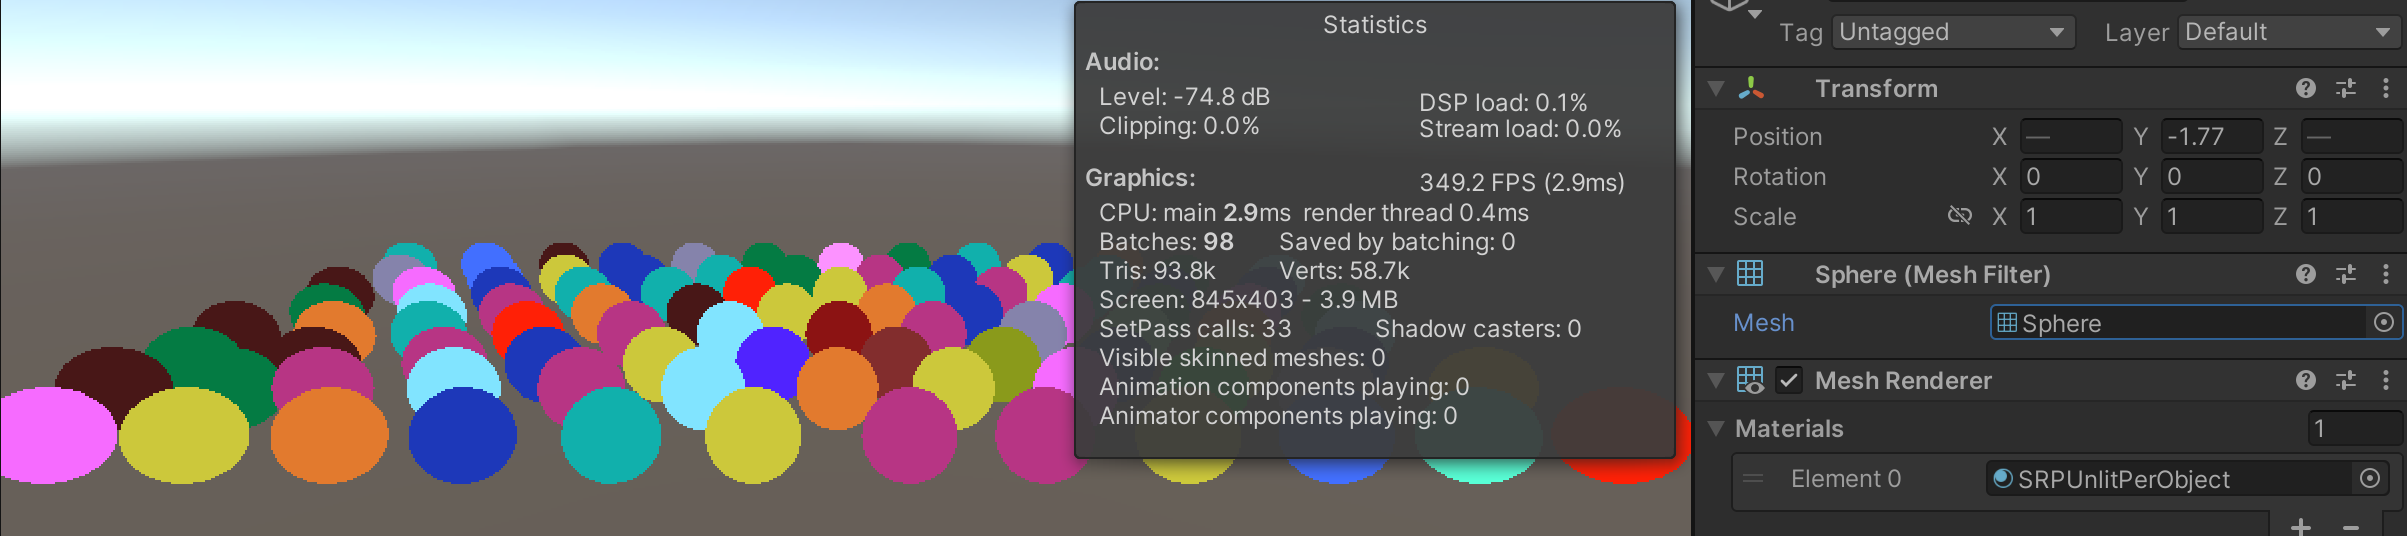 Statistics
Audio:
Level: -74.8 dB
DSP load: 0.1%
Clipping: 0.0%
Stream load: 0.0%
Graphics:
349.2 FPS (2.9ms)
CPU: main 2.9ms render thread 0.4ms
Batches: 98 Saved by batching: 0
Tris: 93.8k Verts: 58.7k
Screen: 845x403 - 3.9 MB
SetPass calls: 33 Shadow casters: 0
Visible skinned meshes: 0
Animation components playing: 0
Animator components playing: 0
Tag Untagged Layer Default
Transform
Position X — Y -1.77 Z —
Rotation X 0 Y 0 Z 0
Scale X 1 Y 1 Z 1
Sphere (Mesh Filter)
Mesh Sphere
Mesh Renderer
Materials 1
Element 0 SRPUnlitPerObject